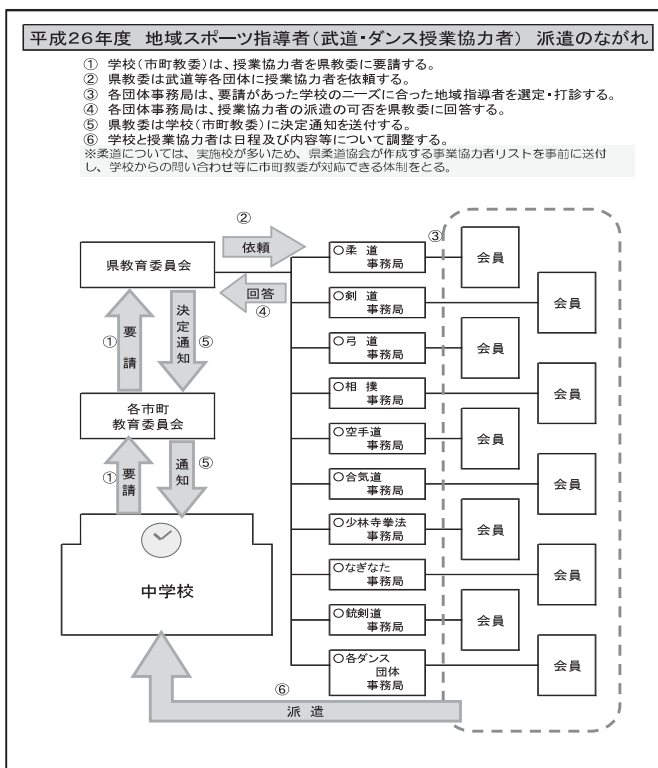 平成26年度 地域スポーツ指導者(武道・ダンス授業協力者) 派遣のながれ
① 学校(市町教委)は、授業協力者を県教委に要請する。
② 県教委は武道等各団体に授業協力者を依頼する。
③ 各団体事務局は、要請があった学校のニーズに合った地域指導者を選定・打診する。
④ 各団体事務局は、授業協力者の派遣の可否を県教委に回答する。
⑤ 県教委は学校(市町教委)に決定通知を送付する。
⑥ 学校と授業協力者は日程及び内容等について調整する。
※柔道については、実施校が多いため、県柔道協会が作成する事業協力者リストを事前に送付
し、学校からの問い合わせ等に市町教委が対応できる体制をとる。
②
依頼
県教育委員会
回答
④
①
要請
決定通知
⑤
各市町
教育委員会
①
要請
通知
⑤
中学校
③
○柔 道
事務局
会員
○剣 道
事務局
会員
○弓 道
事務局
会員
○相 撲
事務局
会員
○空手道
事務局
会員
○合気道
事務局
会員
○少林寺拳法
事務局
会員
○なぎなた
事務局
会員
○銃剣道
事務局
会員
○各ダンス
団体
事務局
会員
⑥
派 遣